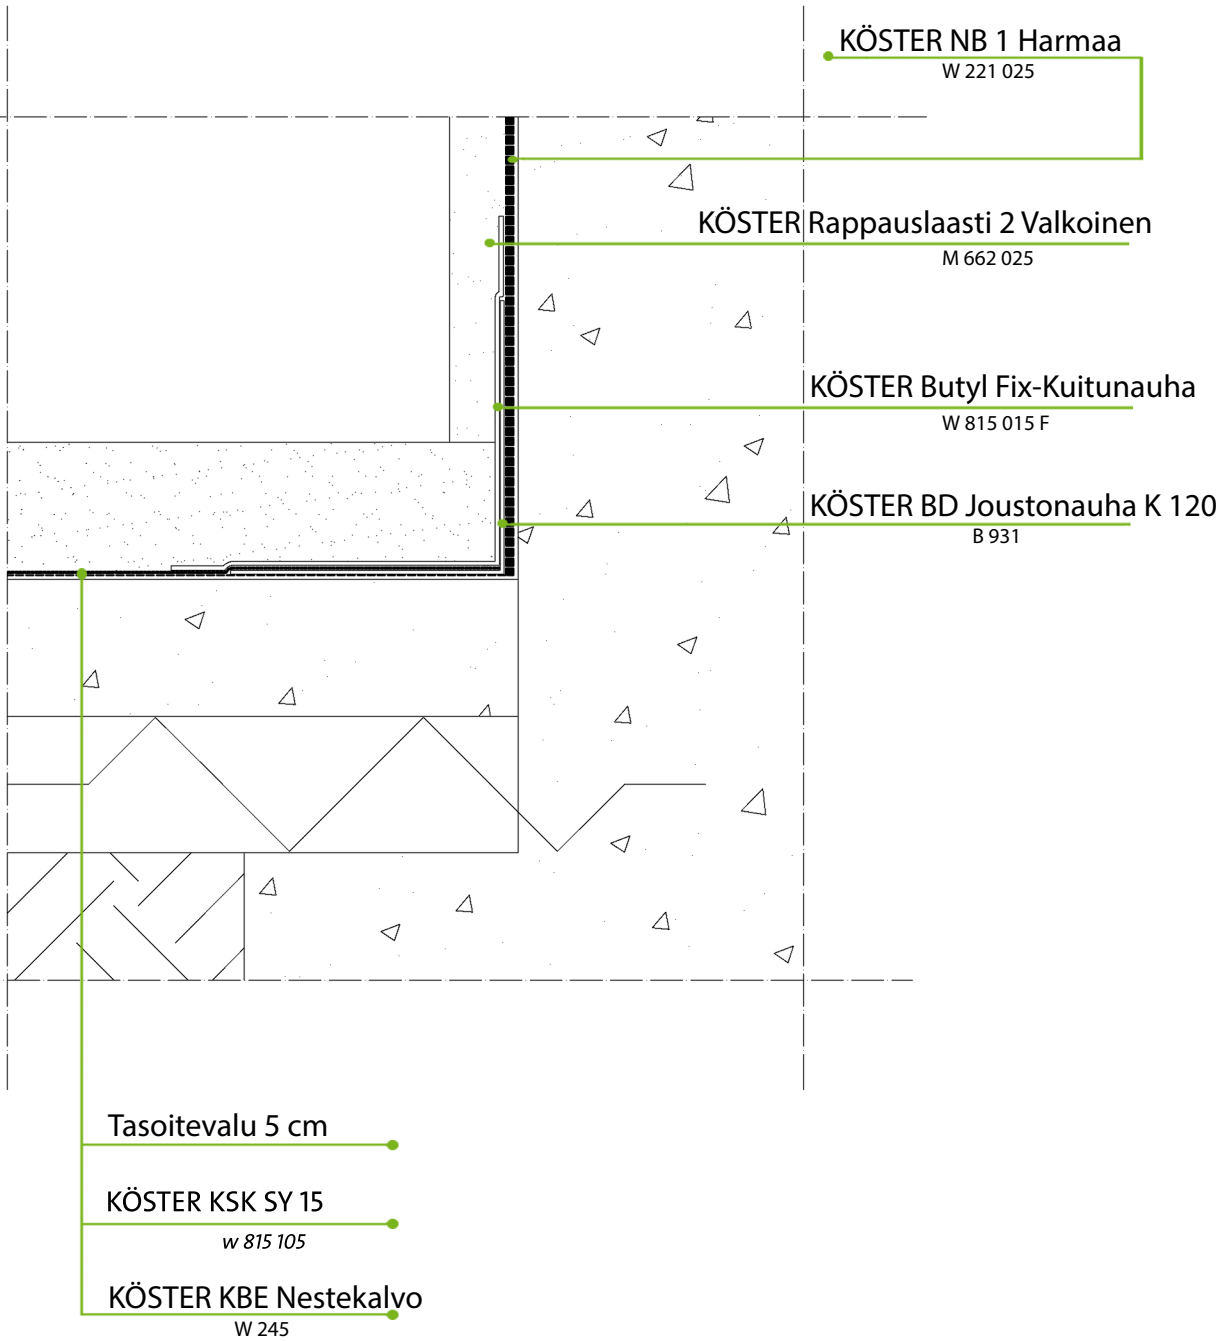 KÖSTER NB 1 Harmaa
W 221 025
KÖSTER Rappauslaasti 2 Valkoinen
M 662 025
KÖSTER Butyl Fix-Kuitunauha
W 815 015 F
KÖSTER BD Joustonauha K 120
B 931
Tasoitevalu 5 cm
KÖSTER KSK SY 15
w 815 105
KÖSTER KBE Nestekalvo
W 245